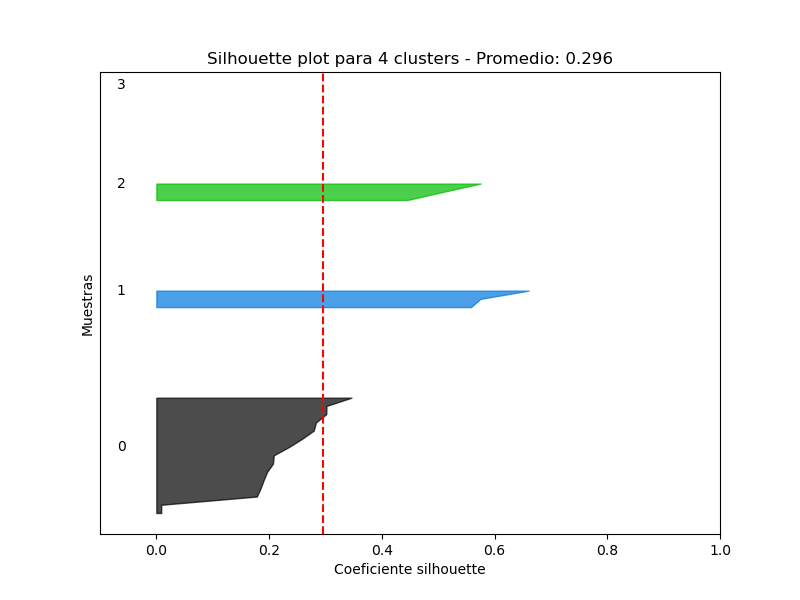 Silhouette plot para 4 clusters - Promedio: 0.296
3
2
1
0
Muestras
0.0 0.2 0.4 0.6 0.8 1.0
Coeficiente silhouette